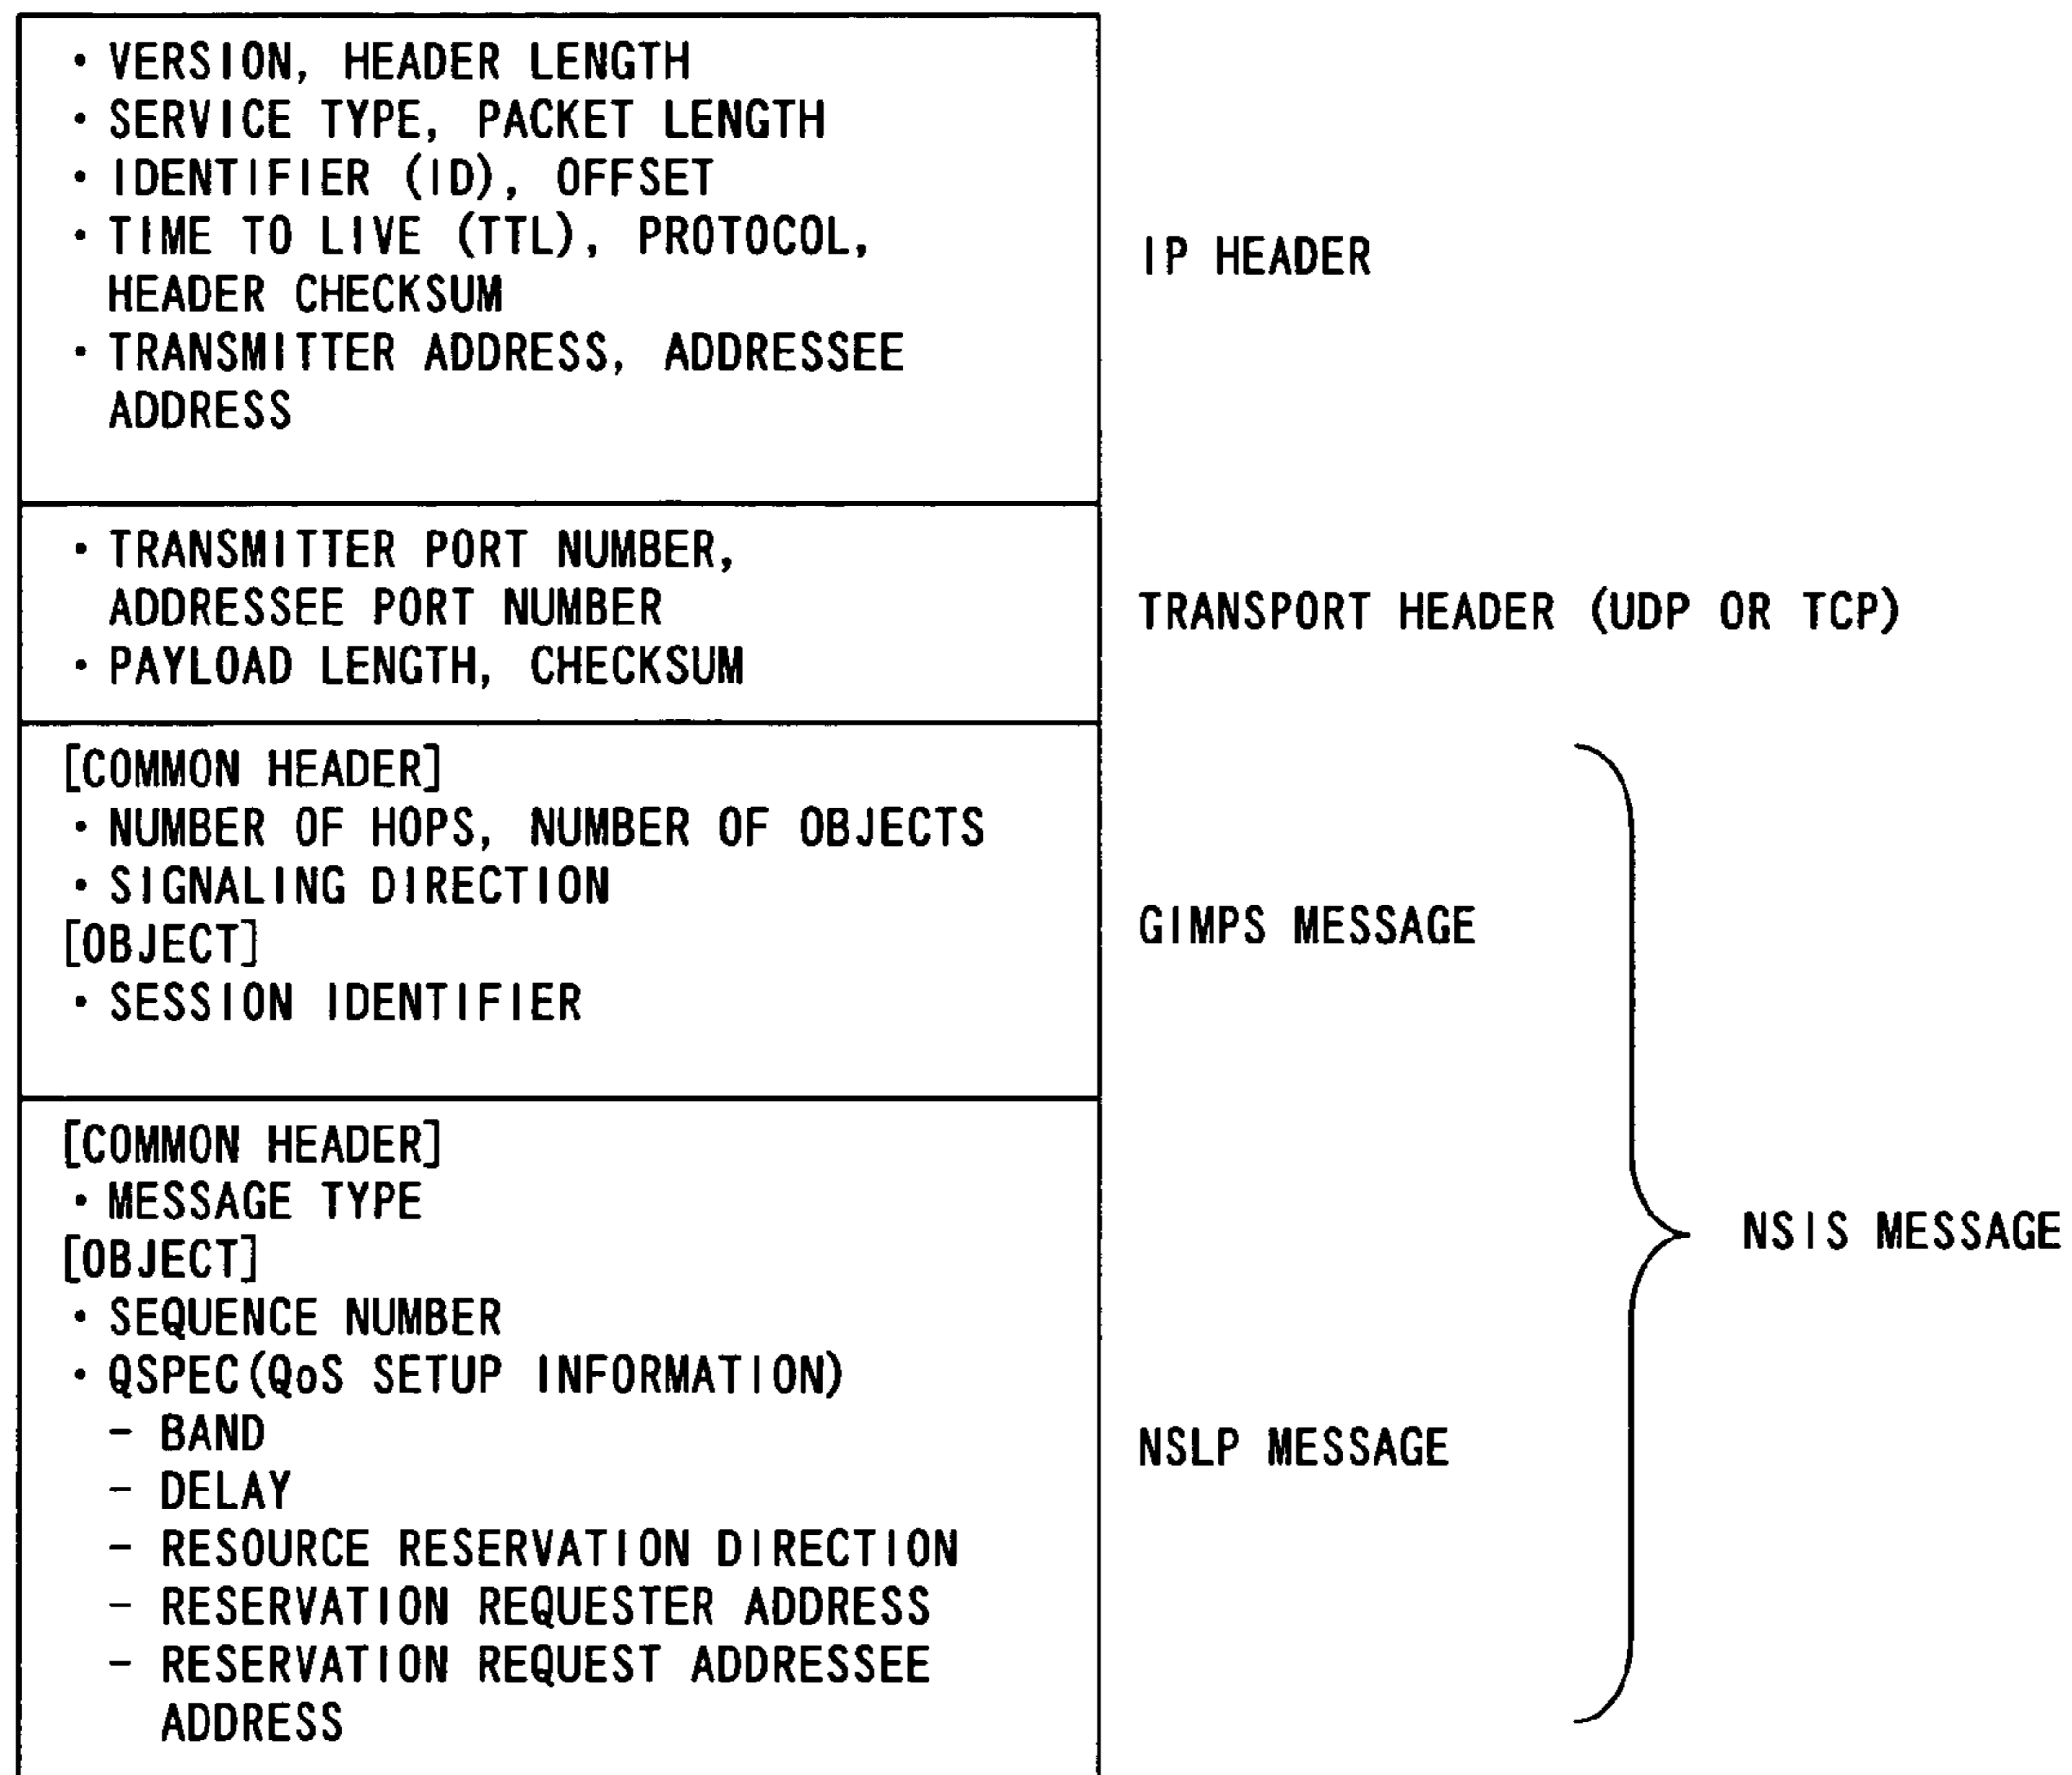 ・VERSION, HEADER LENGTH
・SERVICE TYPE, PACKET LENGTH
・IDENTIFIER (ID), OFFSET
・TIME TO LIVE (TTL), PROTOCOL,
HEADER CHECKSUM
・TRANSMITTER ADDRESS, ADDRESSEE
ADDRESS
IP HEADER
・TRANSMITTER PORT NUMBER,
ADDRESSEE PORT NUMBER
・PAYLOAD LENGTH, CHECKSUM
TRANSPORT HEADER (UDP OR TCP)
[COMMON HEADER]
・NUMBER OF HOPS, NUMBER OF OBJECTS
・SIGNALING DIRECTION
[OBJECT]
・SESSION IDENTIFIER
GIMPS MESSAGE
[COMMON HEADER]
・MESSAGE TYPE
[OBJECT]
・SEQUENCE NUMBER
・QSPEC(QoS SETUP INFORMATION)
– BAND
– DELAY
– RESOURCE RESERVATION DIRECTION
– RESERVATION REQUESTER ADDRESS
– RESERVATION REQUEST ADDRESSEE
ADDRESS
NSLP MESSAGE
NSIS MESSAGE